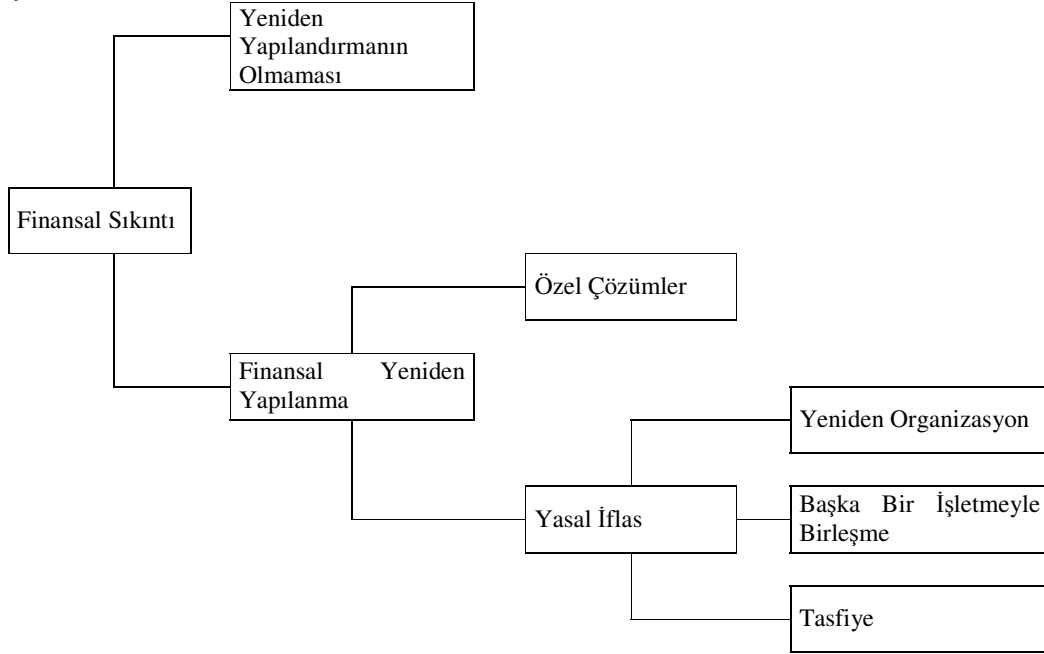 Yeniden
Yapılandırmanın
Olmaması
Finansal Sıkıntı
Özel Çözümler
Finansal Yeniden
Yapılanma
Yeniden Organizasyon
Yasal İflas
Başka Bir İşletmeyle
Birleşme
Tasfiye